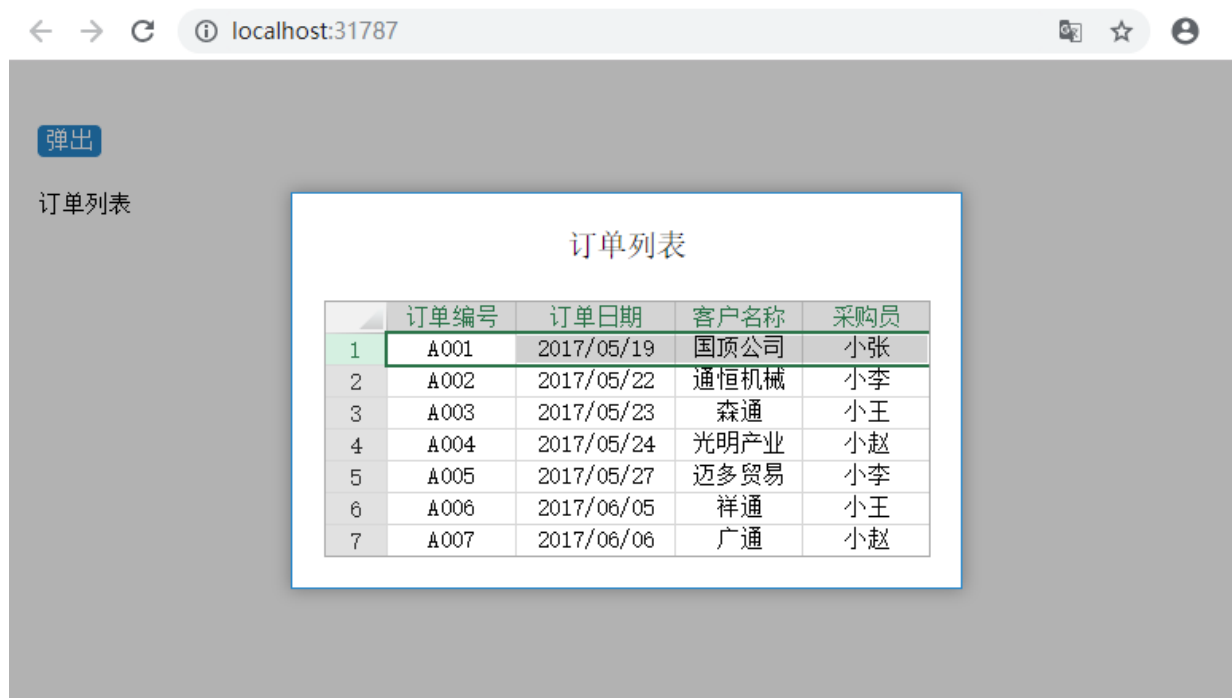 localhost:31787
弹出
订单列表
订单列表
订单编号 订单日期 客户名称 采购员
1 A001 2017/05/19 国顶公司 小张
2 A002 2017/05/22 通恒机械 小李
3 A003 2017/05/23 森通 小王
4 A004 2017/05/24 光明产业 小赵
5 A005 2017/05/27 迈多贸易 小李
6 A006 2017/06/05 祥通 小王
7 A007 2017/06/06 广通 小赵